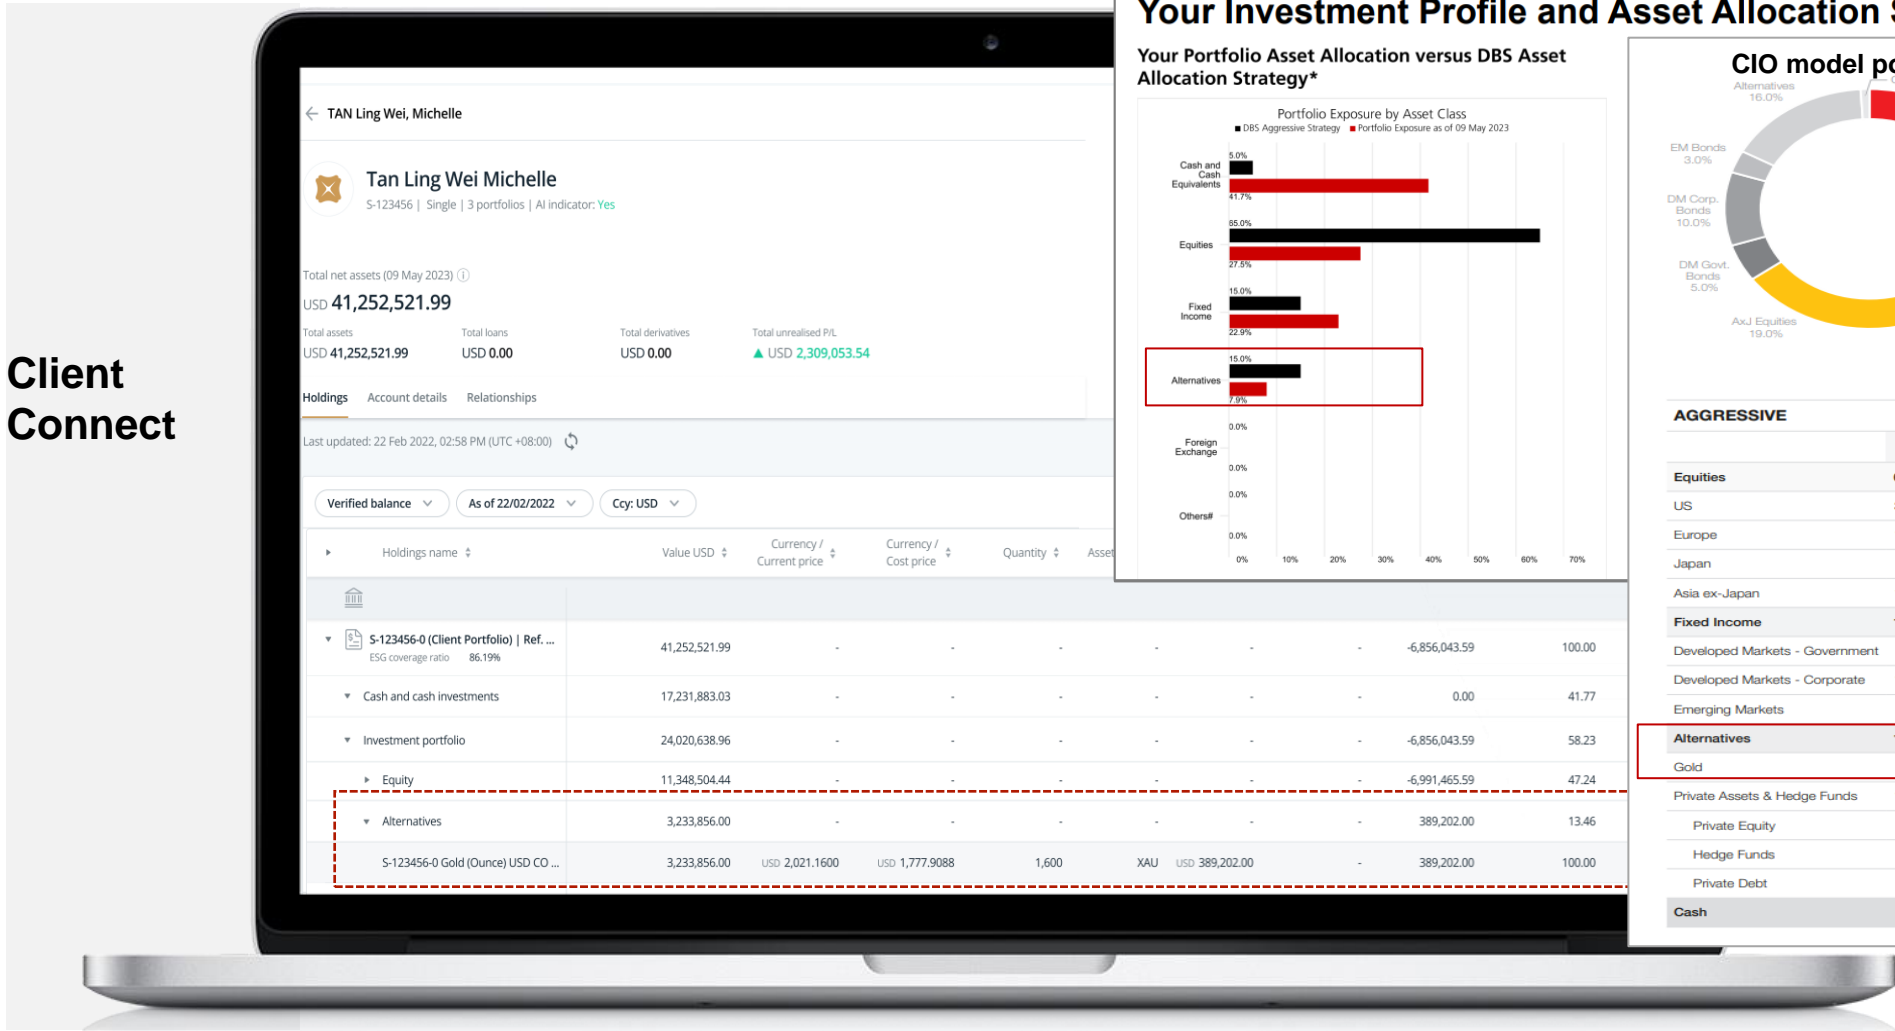 Client
Connect
← TAN Ling Wei, Michelle
Tan Ling Wei Michelle
S-123456 | Single | 3 portfolios | AI indicator: Yes
Total net assets (09 May 2023)
USD 41,252,521.99
Total assets Total loans Total derivatives Total unrealised P/L
USD 41,252,521.99 USD 0.00 USD 0.00 ▲ USD 2,309,053.54
Holdings Account details Relationships
Last updated: 22 Feb 2022, 02:58 PM (UTC +08:00)
Verified balance As of 22/02/2022 Ccy: USD
Holdings name Value USD Currency / Current price Currency / Cost price Quantity Asset
S-123456-0 (Client Portfolio) | Ref. ... 41,252,521.99 - - - - - - -6,856,043.59 100.00
ESG coverage ratio 86.19%
Cash and cash investments 17,231,883.03 - - - - - - 0.00 41.77
Investment portfolio 24,020,638.96 - - - - - - -6,856,043.59 58.23
Equity 11,348,504.44 - - - - - - -6,991,465.59 47.24
Alternatives 3,233,856.00 - - - - - - 389,202.00 13.46
S-123456-0 Gold (Ounce) USD CO ... 3,233,856.00 USD 2,021.1600 USD 1,777.9088 1,600 XAU USD 389,202.00 - 389,202.00 100.00
Your Investment Profile and Asset Allocation
Your Portfolio Asset Allocation versus DBS Asset
Allocation Strategy*
Portfolio Exposure by Asset Class
DBS Aggressive Strategy Portfolio Exposure as of 09 May 2023
5.0%
Cash and
Cash
Equivalents
41.7%
65.0%
Equities
27.5%
15.0%
Fixed
Income
22.9%
15.0%
Alternatives
7.9%
0.0%
Foreign
Exchange
0.0%
0.0%
Others#
0.0%
0% 10% 20% 30% 40% 50% 60% 70%
CIO model
Alternatives
16.0%
EM Bonds
3.0%
DM Corp.
Bonds
10.0%
DM Govt.
Bonds
5.0%
AxJ Equities
19.0%
AGGRESSIVE
Equities
US
Europe
Japan
Asia ex-Japan
Fixed Income
Developed Markets - Government
Developed Markets - Corporate
Emerging Markets
Alternatives
Gold
Private Assets & Hedge Funds
Private Equity
Hedge Funds
Private Debt
Cash